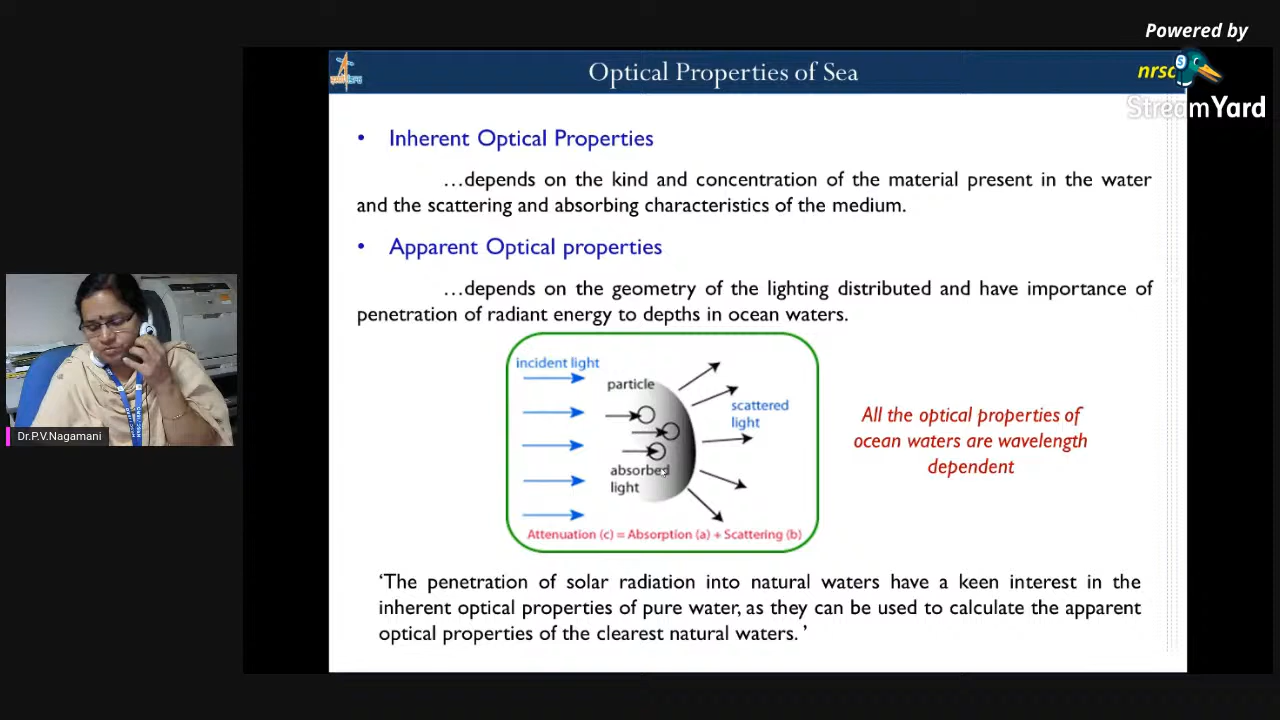 Powered by
Optical Properties of Sea
nrsc
StreamYard
• Inherent Optical Properties
...depends on the kind and concentration of the material present in the water
and the scattering and absorbing characteristics of the medium.
• Apparent Optical properties
...depends on the geometry of the lighting distributed and have importance of
penetration of radiant energy to depths in ocean waters.
incident light
particle
scattered
light
absorbed
light
Attenuation (c) = Absorption (a) + Scattering (b)
All the optical properties of
ocean waters are wavelength
dependent
Dr.P.V.Nagamani
‘The penetration of solar radiation into natural waters have a keen interest in the
inherent optical properties of pure water, as they can be used to calculate the apparent
optical properties of the clearest natural waters. ’